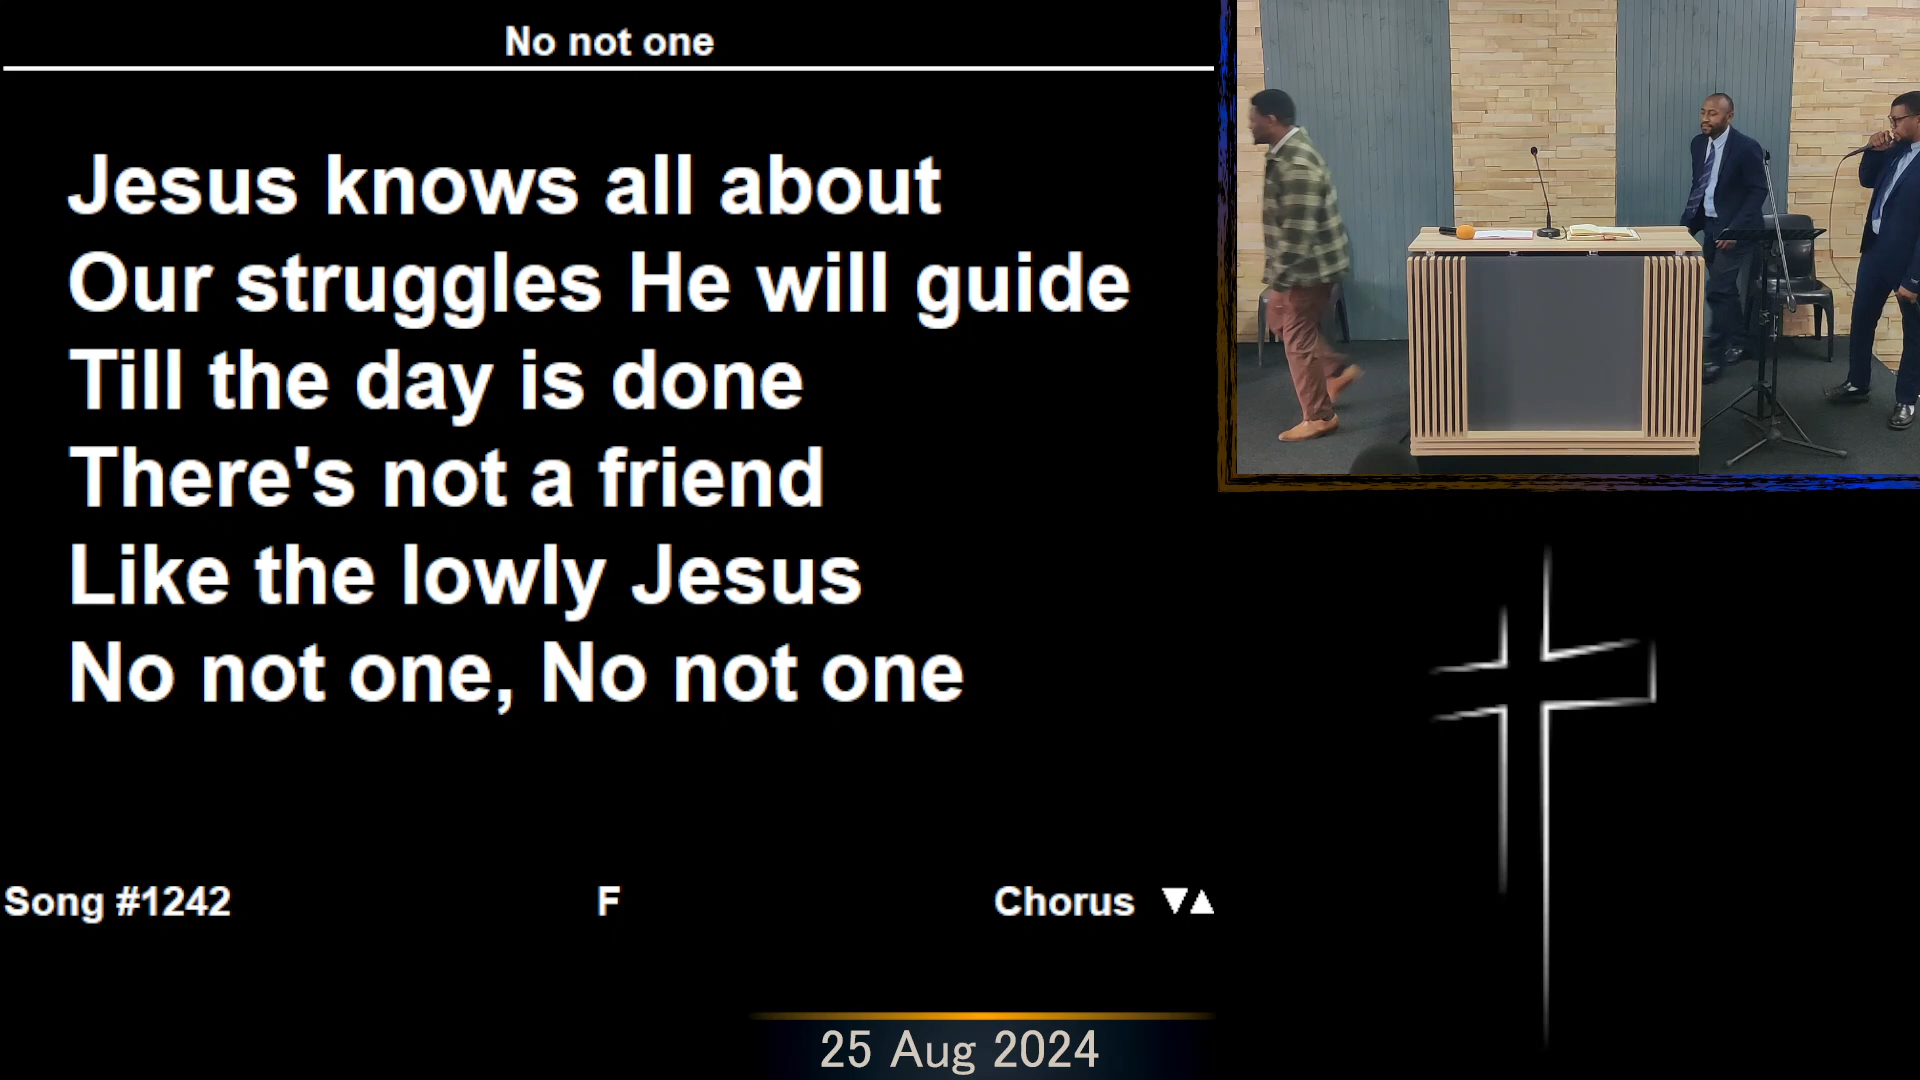 No not one
Jesus knows all about
Our struggles He will guide
Till the day is done
There's not a friend
Like the lowly Jesus
No not one, No not one
Song #1242
F
Chorus ▼▲
25 Aug 2024